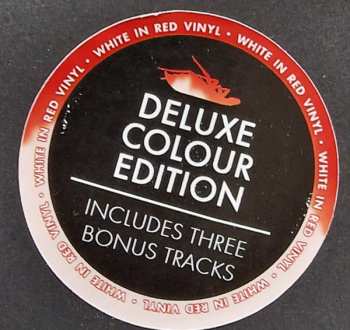 WHITE IN RED VINYL • WHITE IN RED VINYL • WHITE IN RED VINYL • WHITE IN RED VINYL • WHITE IN RED VINYL •
DELUXE
COLOUR
EDITION
INCLUDES THREE
BONUS TRACKS